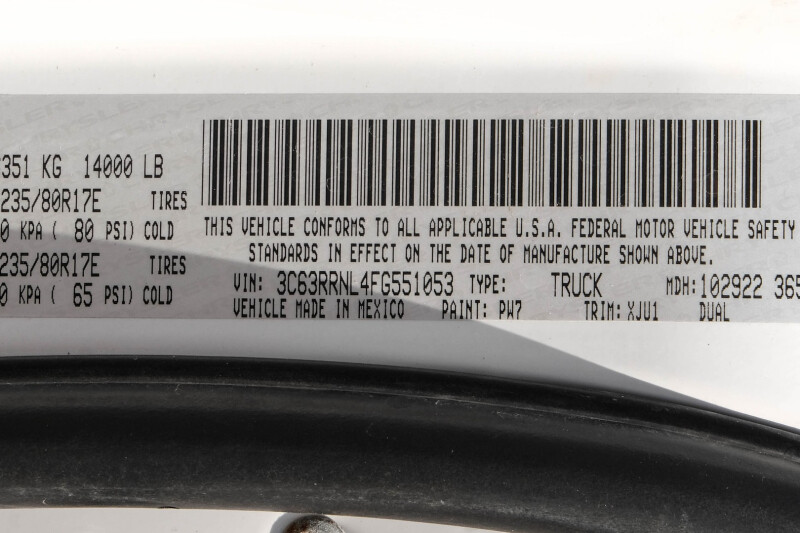 351 KG 14000 LB
235/80R17E TIRES
0 KPA ( 80 PSI) COLD
235/80R17E TIRES
0 KPA ( 65 PSI) COLD
THIS VEHICLE CONFORMS TO ALL APPLICABLE U.S.A. FEDERAL MOTOR VEHICLE SAFETY
STANDARDS IN EFFECT ON THE DATE OF MANUFACTURE SHOWN ABOVE.
VIN: 3C63RRNL4FG551053 TYPE: TRUCK MDH: 102922 365
VEHICLE MADE IN MEXICO PAINT: PW7 TRIM: XJU1 DUAL